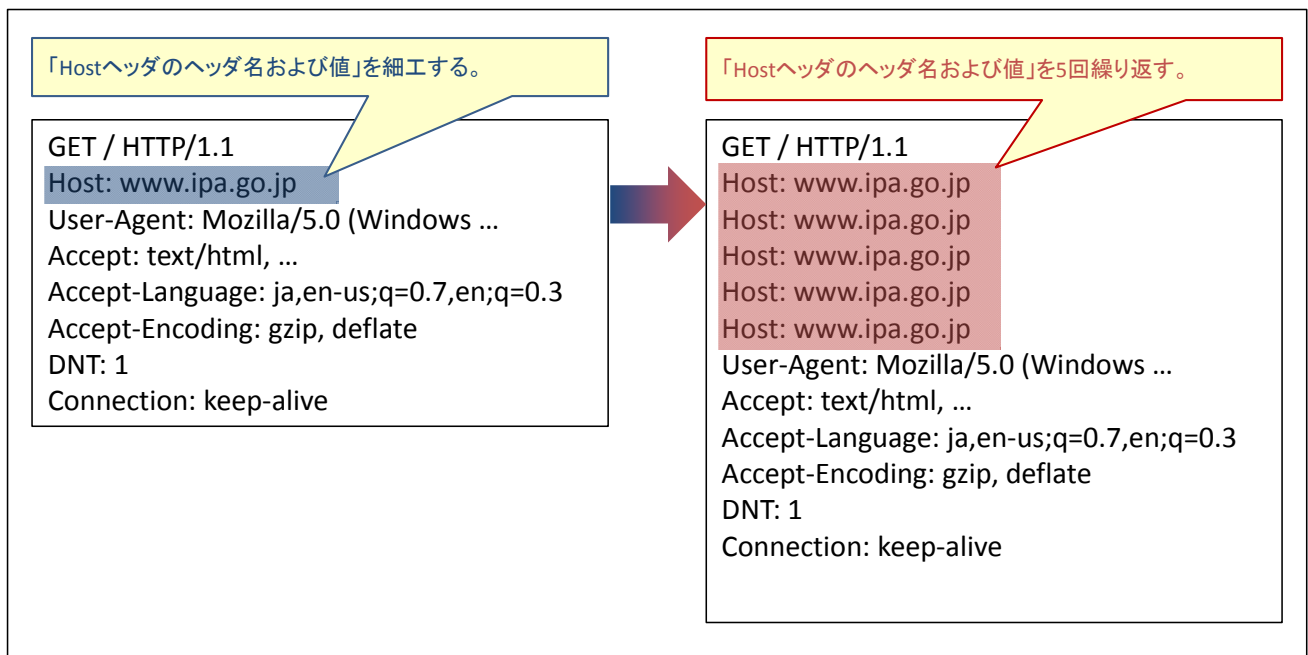 「Hostヘッダのヘッダ名および値」を細工する。
GET / HTTP/1.1
Host: www.ipa.go.jp
User-Agent: Mozilla/5.0 (Windows ...
Accept: text/html, ...
Accept-Language: ja,en-us;q=0.7,en;q=0.3
Accept-Encoding: gzip, deflate
DNT: 1
Connection: keep-alive
「Hostヘッダのヘッダ名および値」を5回繰り返す。
GET / HTTP/1.1
Host: www.ipa.go.jp
Host: www.ipa.go.jp
Host: www.ipa.go.jp
Host: www.ipa.go.jp
Host: www.ipa.go.jp
User-Agent: Mozilla/5.0 (Windows ...
Accept: text/html, ...
Accept-Language: ja,en-us;q=0.7,en;q=0.3
Accept-Encoding: gzip, deflate
DNT: 1
Connection: keep-alive